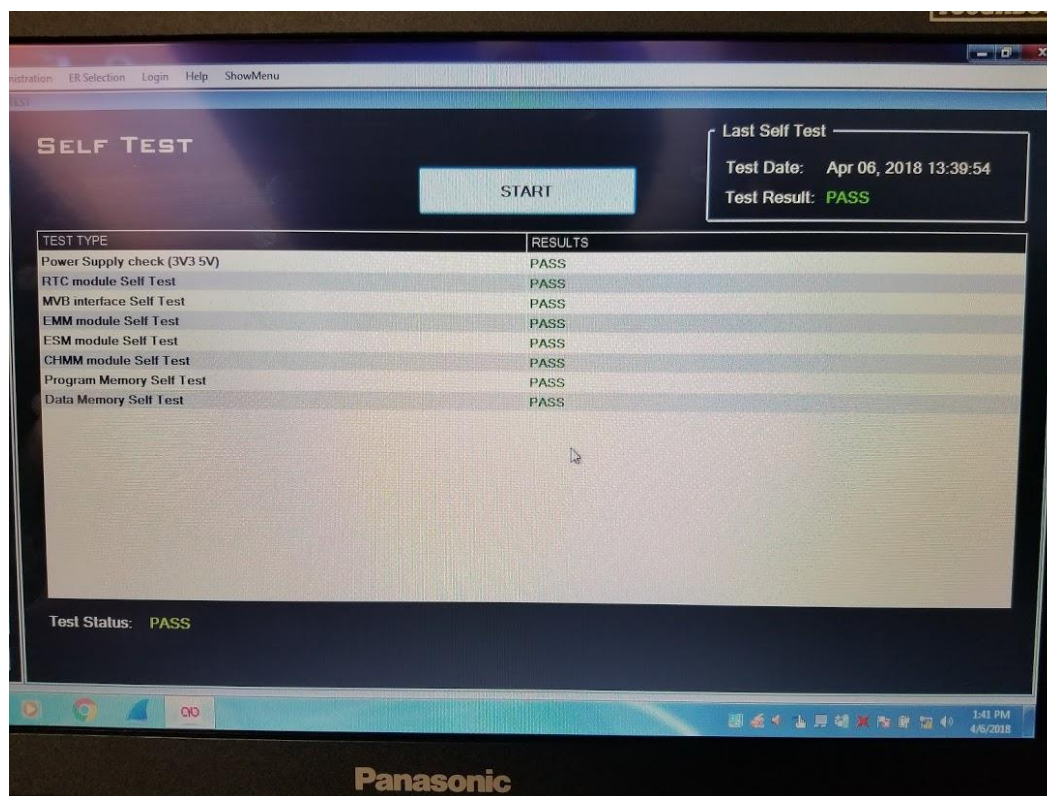 ER Selection Login Help ShowMenu
SELF TEST
START
Last Self Test
Test Date: Apr 06, 2018 13:39:54
Test Result: PASS
TEST TYPE RESULTS
Power Supply check (3V3 5V) PASS
RTC module Self Test PASS
MVB interface Self Test PASS
EMM module Self Test PASS
ESM module Self Test PASS
CHMM module Self Test PASS
Program Memory Self Test PASS
Data Memory Self Test PASS
Test Status: PASS
1:41 PM
4/6/2018
Panasonic